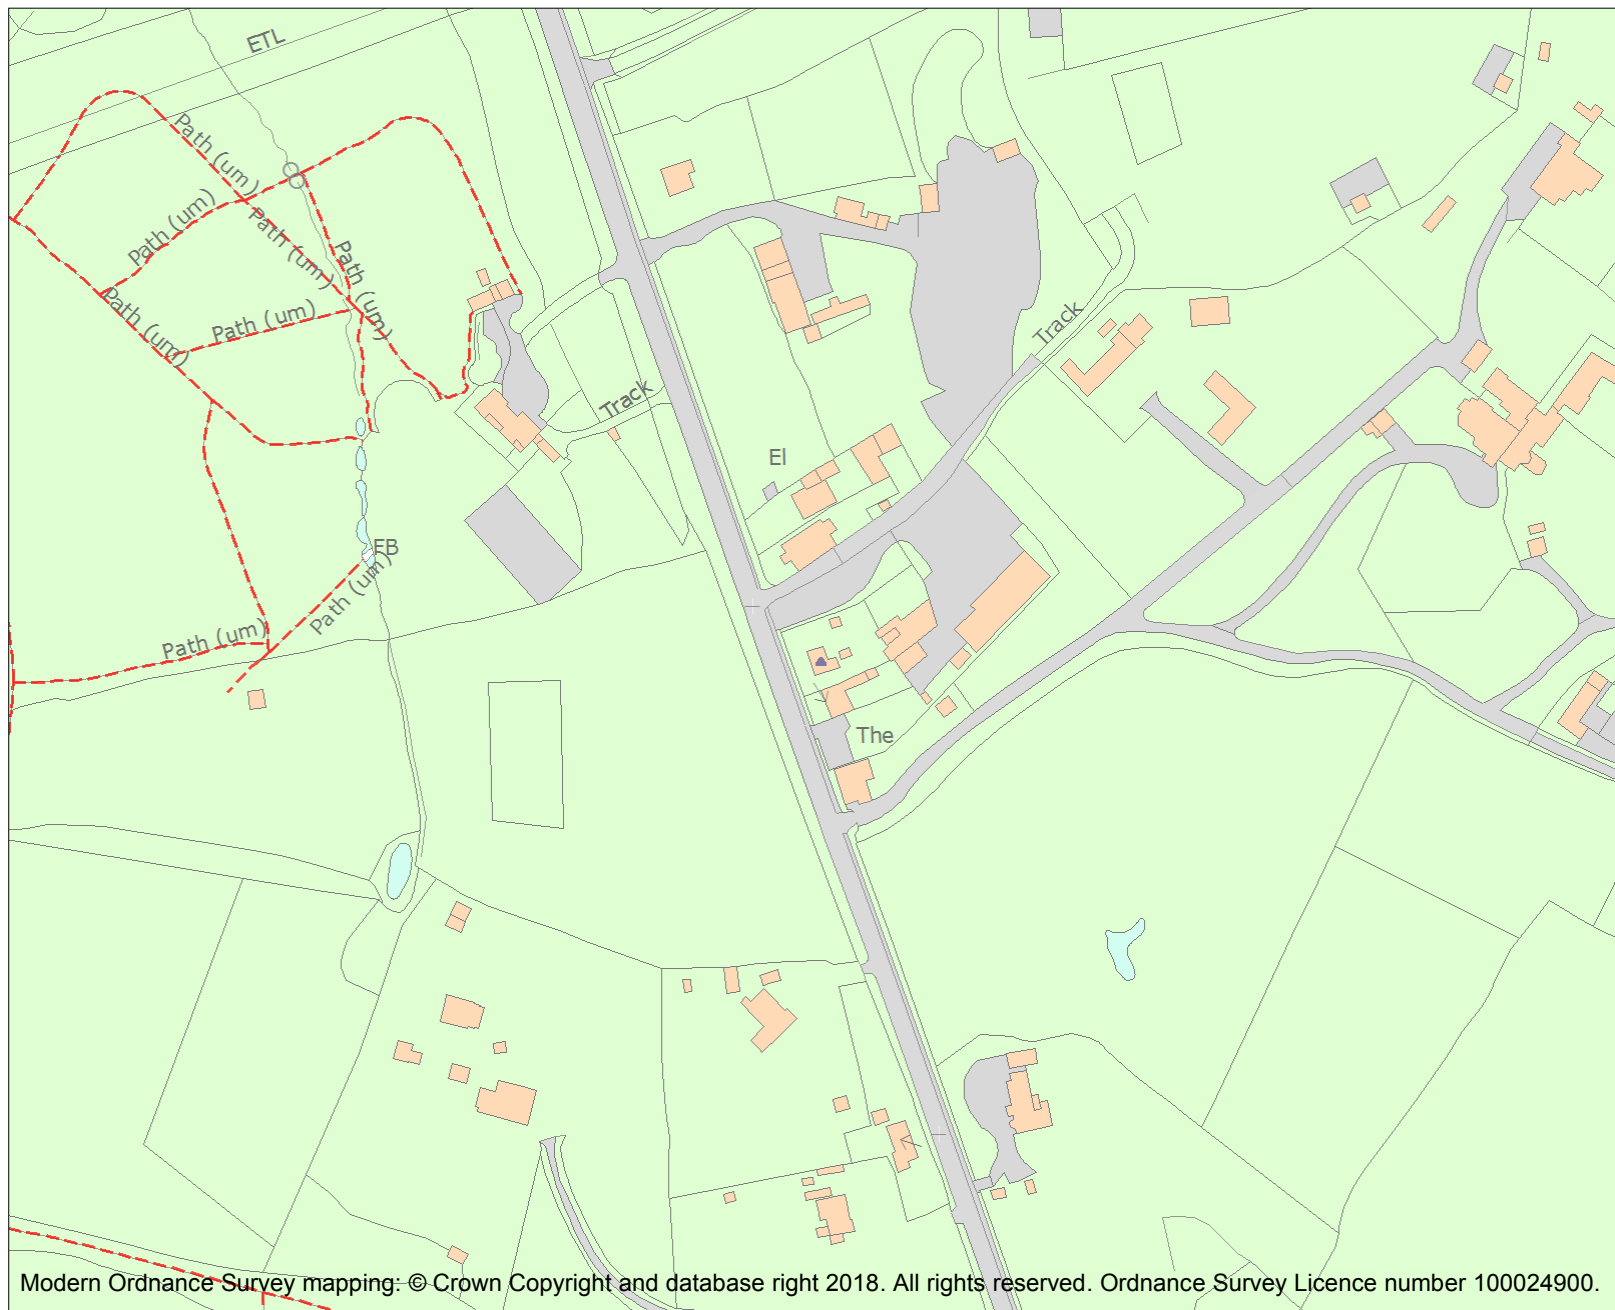 ETL
Path (um)
Path (um)
Path (um)
Path (um)
Path (um)
Path (um)
Track
Track
El
FB
Path (um)
Path (um)
The
Modern Ordnance Survey mapping: © Crown Copyright and database right 2018. All rights reserved. Ordnance Survey Licence number 100024900.